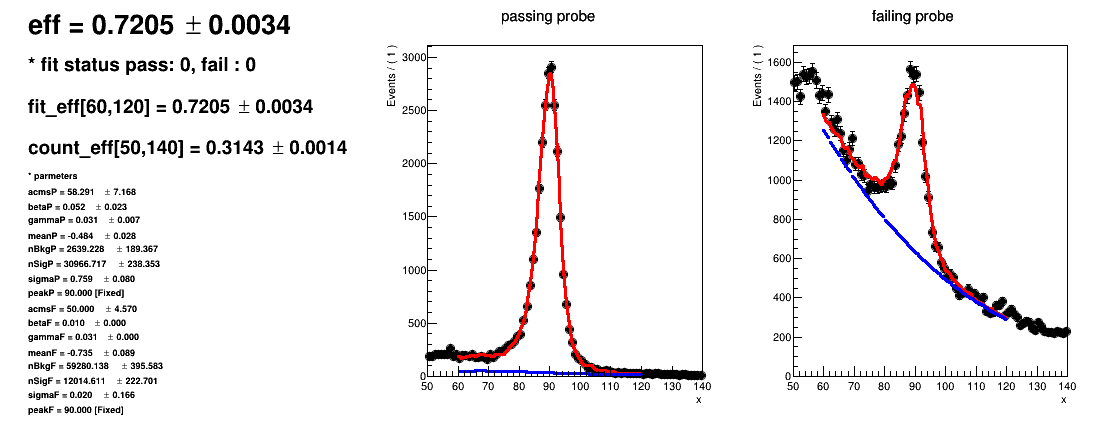 eff = 0.7205 ± 0.0034
* fit status pass: 0, fail : 0
fit_eff[60,120] = 0.7205 ± 0.0034
count_eff[50,140] = 0.3143 ± 0.0014
* parmeters
acmsP = 58.291 ± 7.168
betaP = 0.052 ± 0.023
gammaP = 0.031 ± 0.007
meanP = -0.484 ± 0.028
nBkgP = 2639.228 ± 189.367
nSigP = 30966.717 ± 238.353
sigmaP = 0.759 ± 0.080
peakP = 90.000 [Fixed]
acmsF = 50.000 ± 4.570
betaF = 0.010 ± 0.000
gammaF = 0.031 ± 0.000
meanF = -0.735 ± 0.089
nBkgF = 59280.138 ± 395.583
nSigF = 12014.611 ± 222.701
sigmaF = 0.020 ± 0.166
peakF = 90.000 [Fixed]
passing probe
Events / ( 1 )
3000
2500
2000
1500
1000
500
0
50 60 70 80 90 100 110 120 130 140
x
failing probe
Events / ( 1 )
1600
1400
1200
1000
800
600
400
200
0
50 60 70 80 90 100 110 120 130 140
x